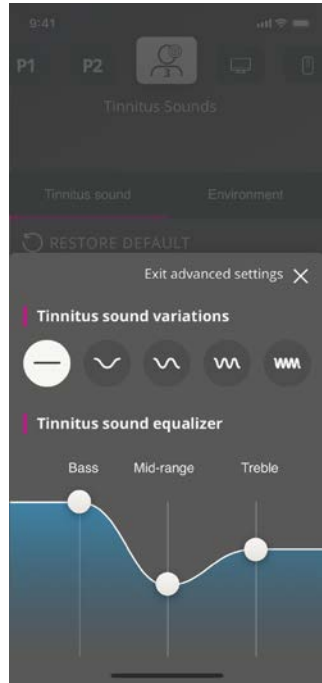 9:41
P1 P2 3
Tinnitus Sounds
Tinnitus sound Environment
RESTORE DEFAULT
Exit advanced settings
Tinnitus sound variations
Tinnitus sound equalizer
Bass Mid-range Treble